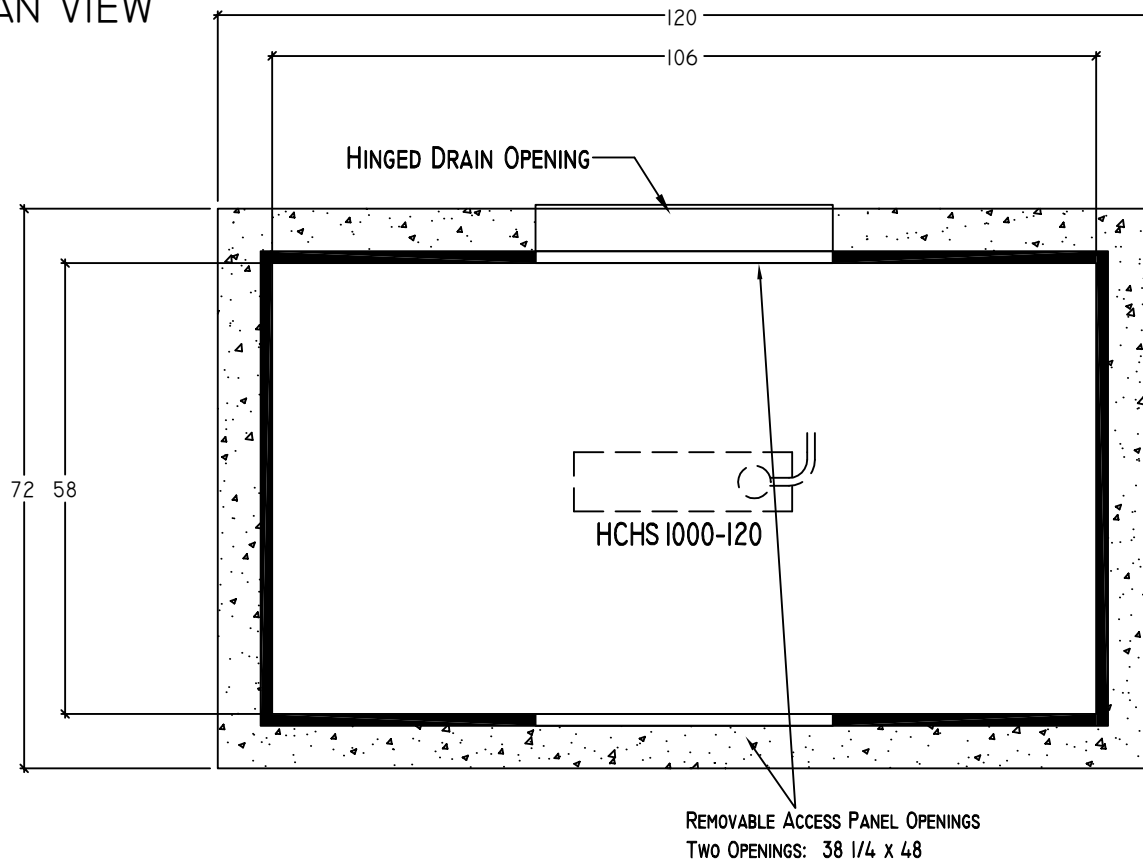 AN VIEW
120
106
HINGED DRAIN OPENING
72 58
HCHS 1000-120
REMOVABLE ACCESS PANEL OPENINGS
TWO OPENINGS: 38 1/4 X 48